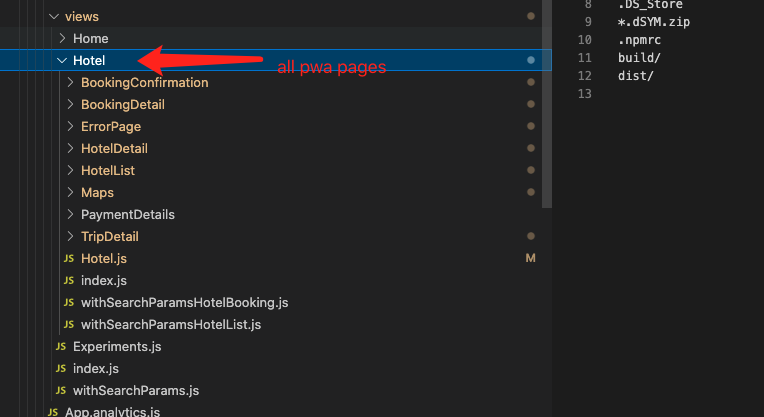 views
Home
Hotel
all pwa pages
BookingConfirmation
BookingDetail
ErrorPage
HotelDetail
HotelList
Maps
PaymentDetails
TripDetail
JS Hotel.js M
JS index.js
JS withSearchParamsHotelBooking.js
JS withSearchParamsHotelList.js
JS Experiments.js
JS index.js
JS withSearchParams.js
JS App.analytics.js
8 .DS_Store
9 *.dSYM.zip
10 .npmrc
11 build/
12 dist/
13